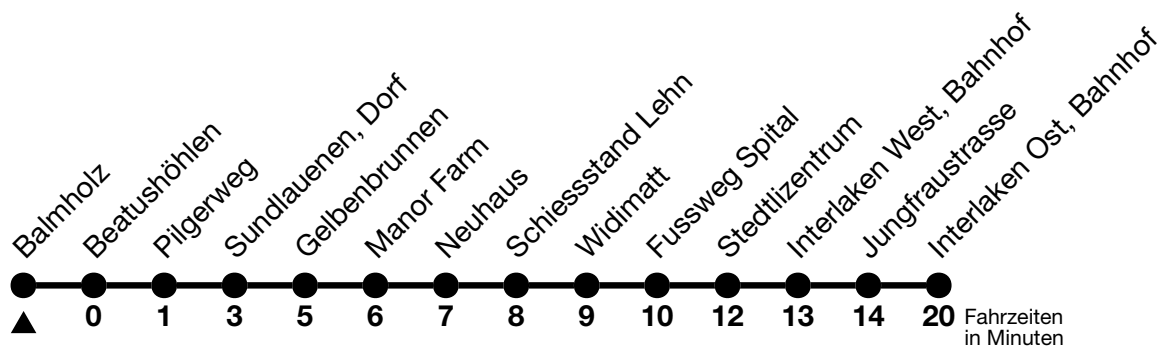 Balmholz
Beatushöhlen
Pilgerweg
Sundlauenen, Dorf
Gelbenbrunnen
Manor Farm
Neuhaus
Schiessstand Lehn
Widimatt
Fussweg Spital
Stedtlizentrum
Interlaken West, Bahnhof
Jungfraustrasse
Interlaken Ost, Bahnhof
0 1 3 5 6 7 8 9 10 12 13 14 20 Fahrzeiten
in Minuten